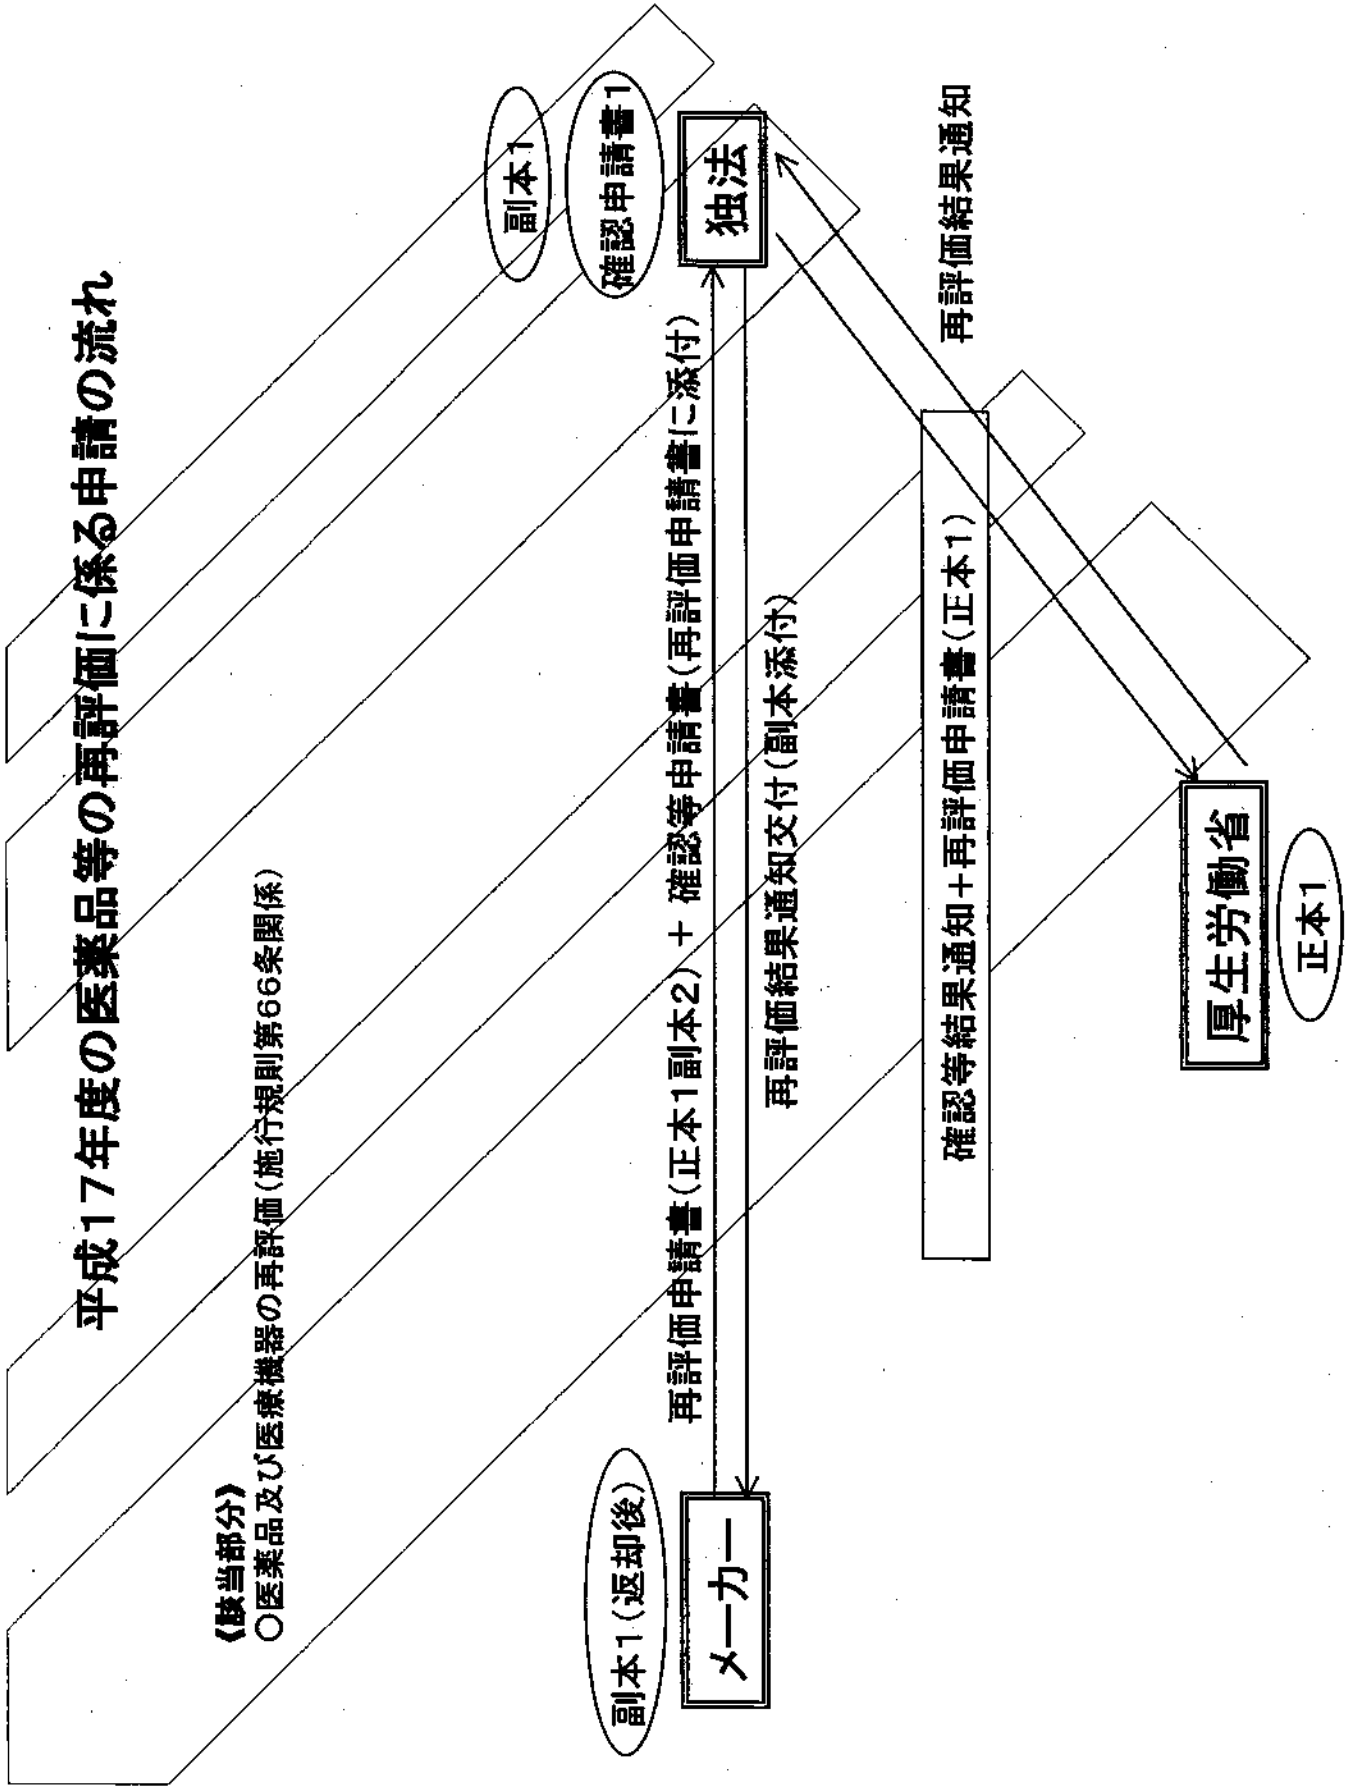 平成17年度の医薬品等の再評価に係る申請の流れ
《該当部分》
○医薬品及び医療機器の再評価(施行規則第66条関係)
副本1
確認申請書1
副本1(返却後)
メーカー
再評価申請書(正本1副本2) + 確認等申請書(再評価申請書に添付)
独法
再評価結果通知交付(副本添付)
確認等結果通知+再評価申請書(正本1)
再評価結果通知
厚生労働省
正本1